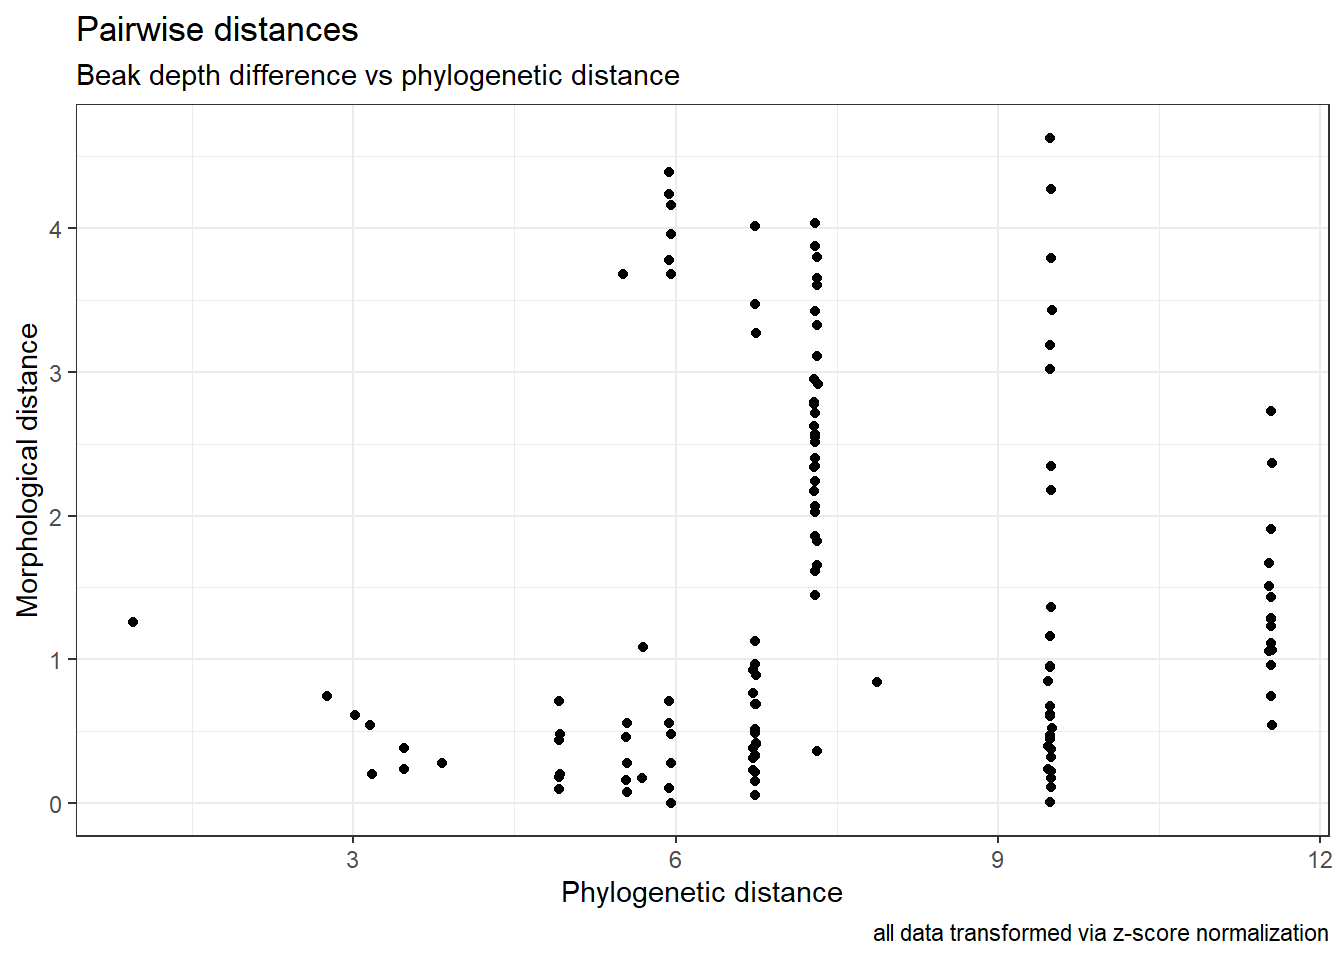 Pairwise distances
Beak depth difference vs phylogenetic distance
Morphological distance
4
3
2
1
0
3 6 9 12
Phylogenetic distance
all data transformed via z-score normalization